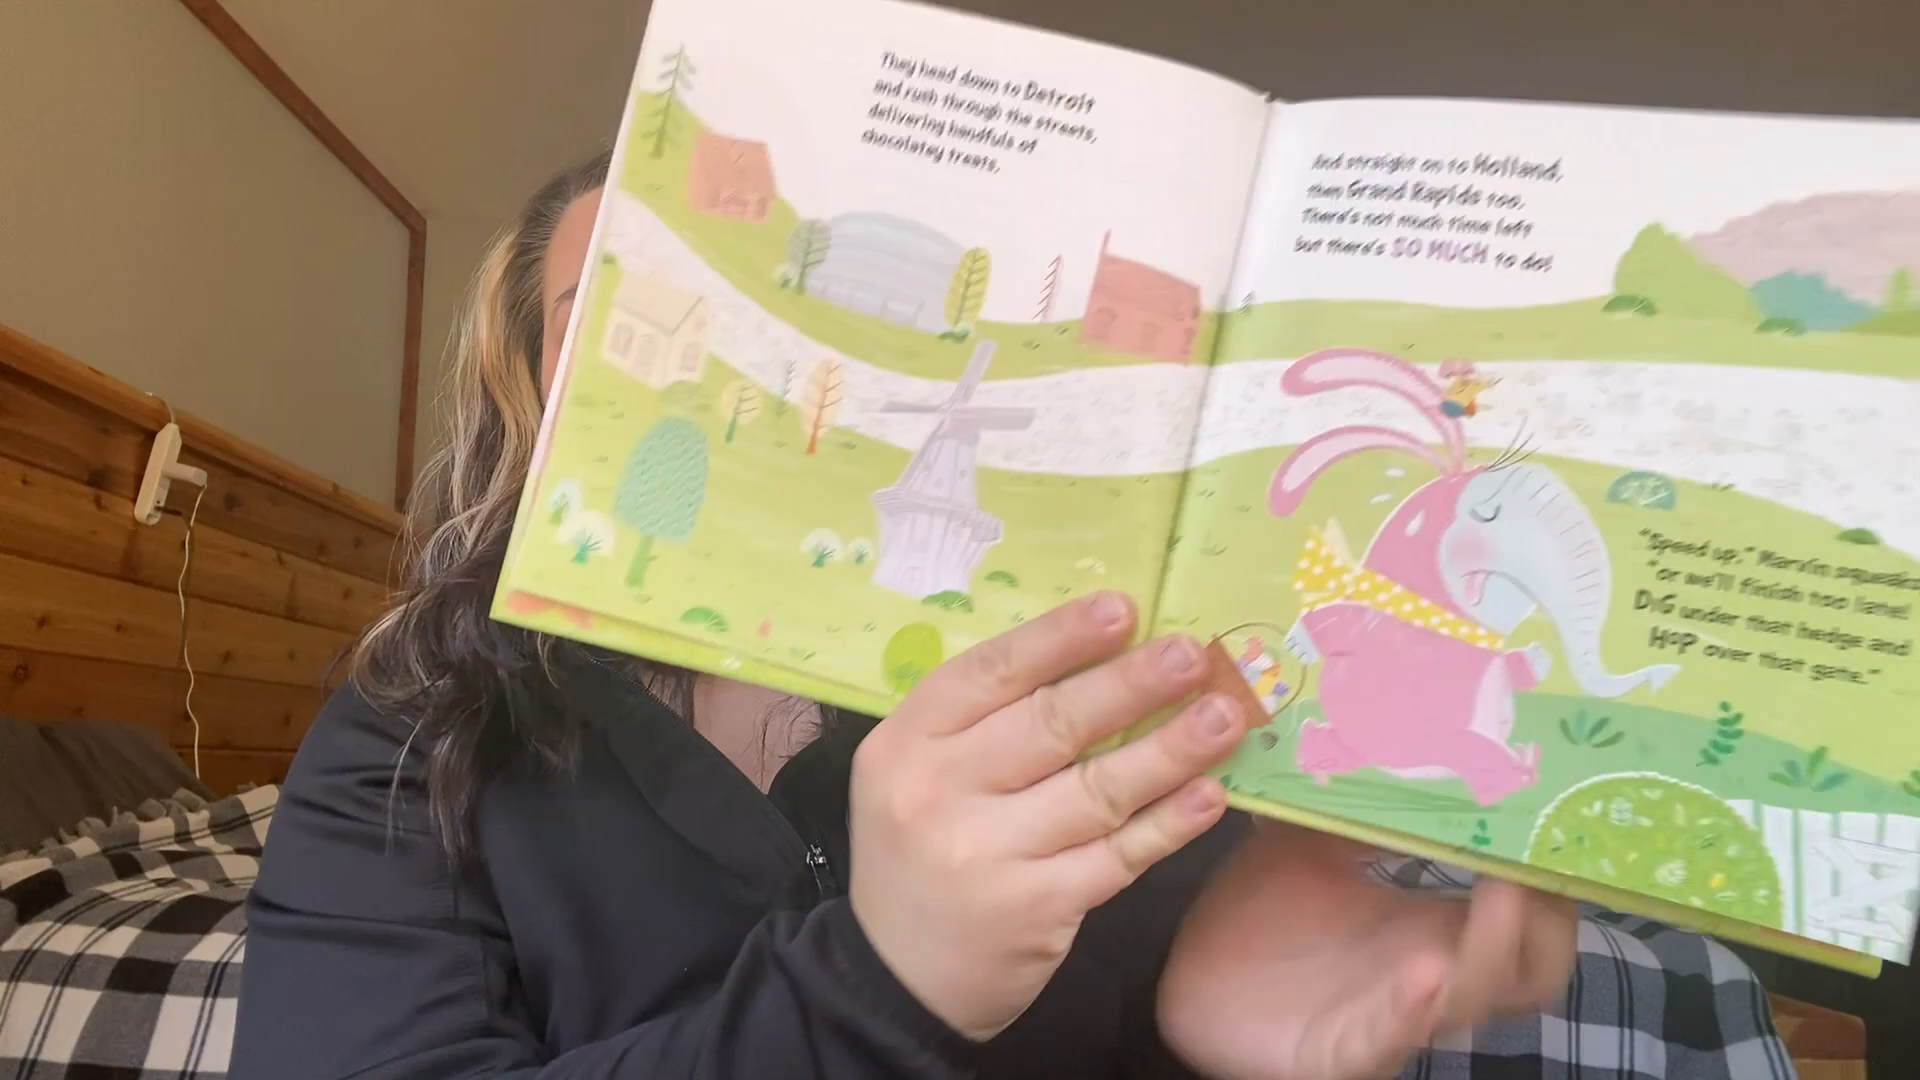 They head down to Detroit
and rush through the streets,
delivering handfuls of
chocolatey treats,
And straight on to Holland,
then Grand Rapids too,
There's not much time left
but there's SO MUCH to do!
"Speed up," Marvin squeaks
"or we'll finish too late!
DiG under that hedge and
HoP over that gate."